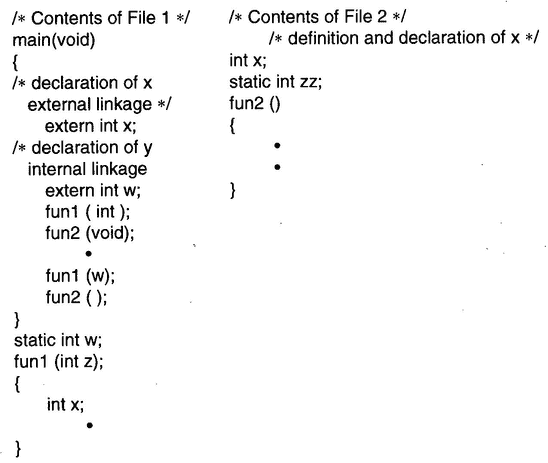 /* Contents of File 1 */
main(void)
{
/* declaration of x
external linkage */
extern int x;
/* declaration of y
internal linkage
extern int w;
fun1 ( int );
fun2 (void);
•
fun1 (w);
fun2 ( );
}
static int w;
fun1 (int z);
{
int x;
•
}
/* Contents of File 2 */
/* definition and declaration of x */
int x;
static int zz;
fun2 ()
{
•
•
}